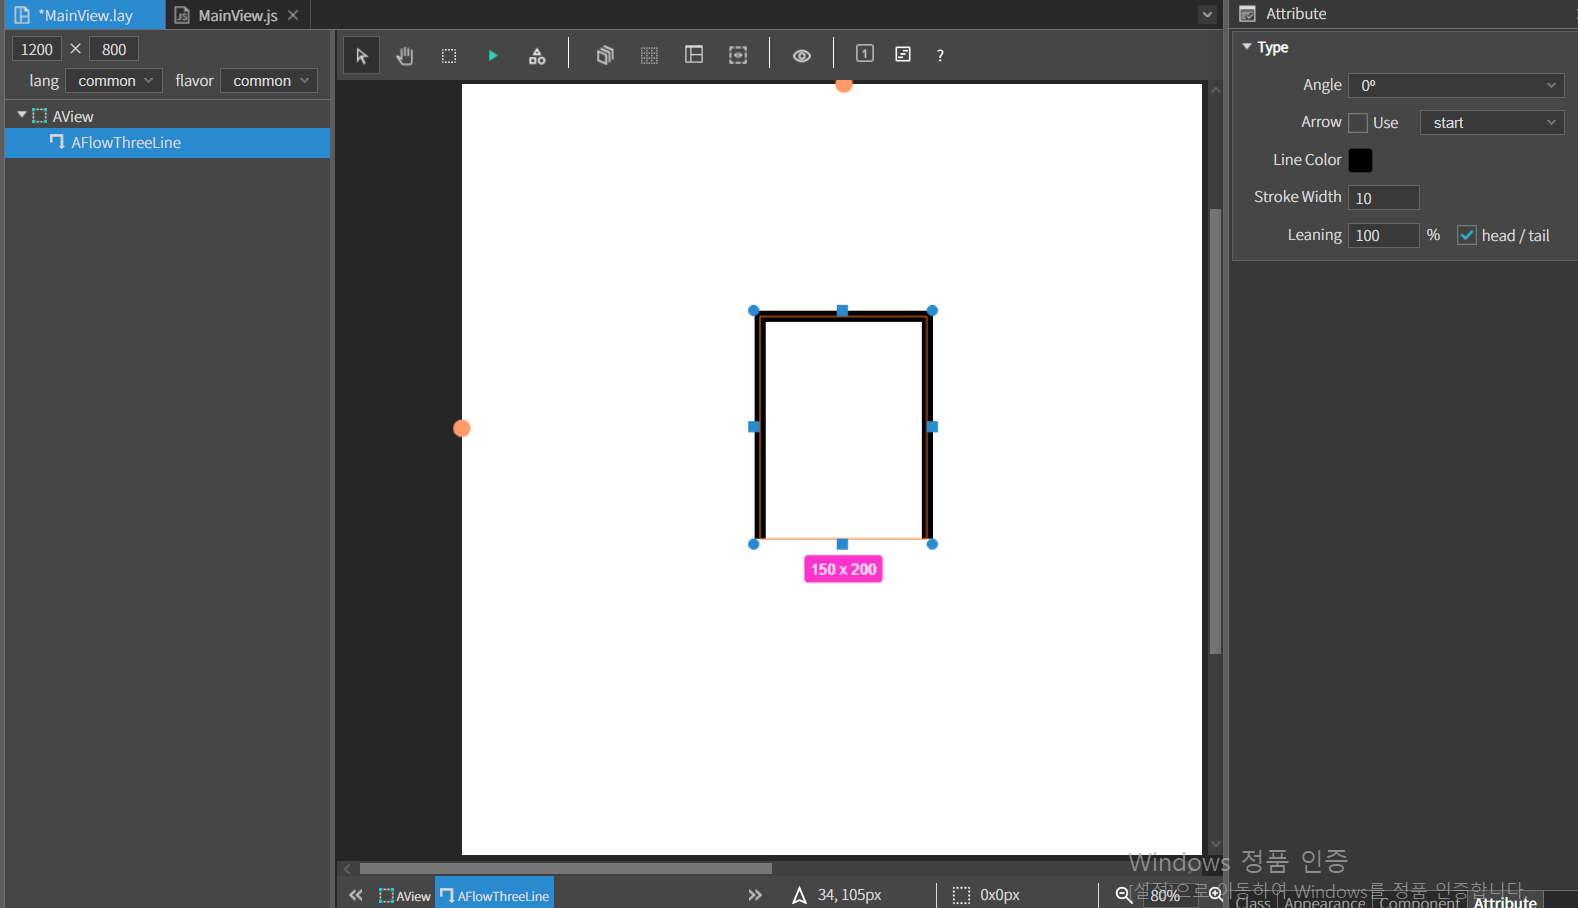 *MainView.lay
MainView.js
Attribute
1200 × 800
lang common flavor common
AView
AFlowThreeLine
1
?
Type
Angle 0º
Arrow Use start
Line Color
Stroke Width 10
Leaning 100 % head / tail
150 x 200
Windows 정품 인증
[설정]으로 이동하여 Windows를 정품 인증합니다.
AView AFlowThreeLine
34, 105px
0x0px
80%
Class Appearance Component Attribute